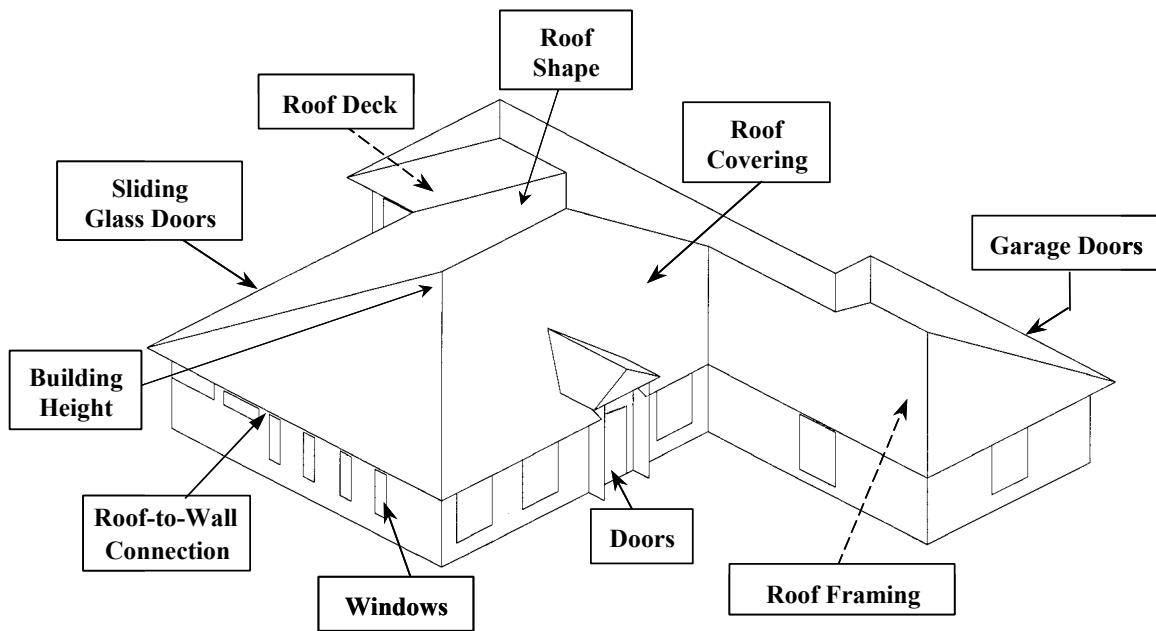 Roof
Shape
Roof Deck
Roof
Covering
Sliding
Glass Doors
Garage Doors
Building
Height
Roof-to-Wall
Connection
Doors
Windows
Roof Framing